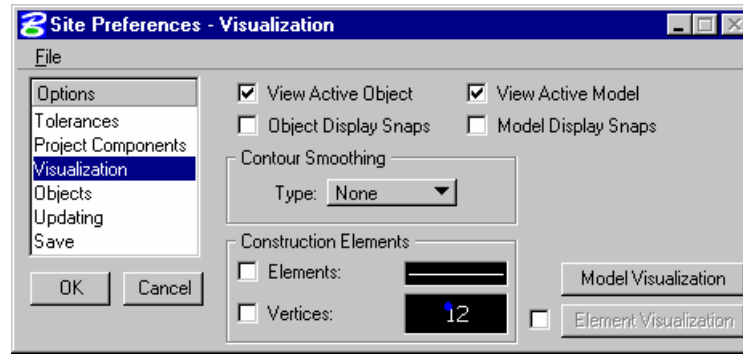 Site Preferences - Visualization
File
Options
Tolerances
Project Components
Visualization
Objects
Updating
Save
OK
Cancel
View Active Object
View Active Model
Object Display Snaps
Model Display Snaps
Contour Smoothing
Type: None
Construction Elements
Elements:
Vertices: 12
Model Visualization
Element Visualization